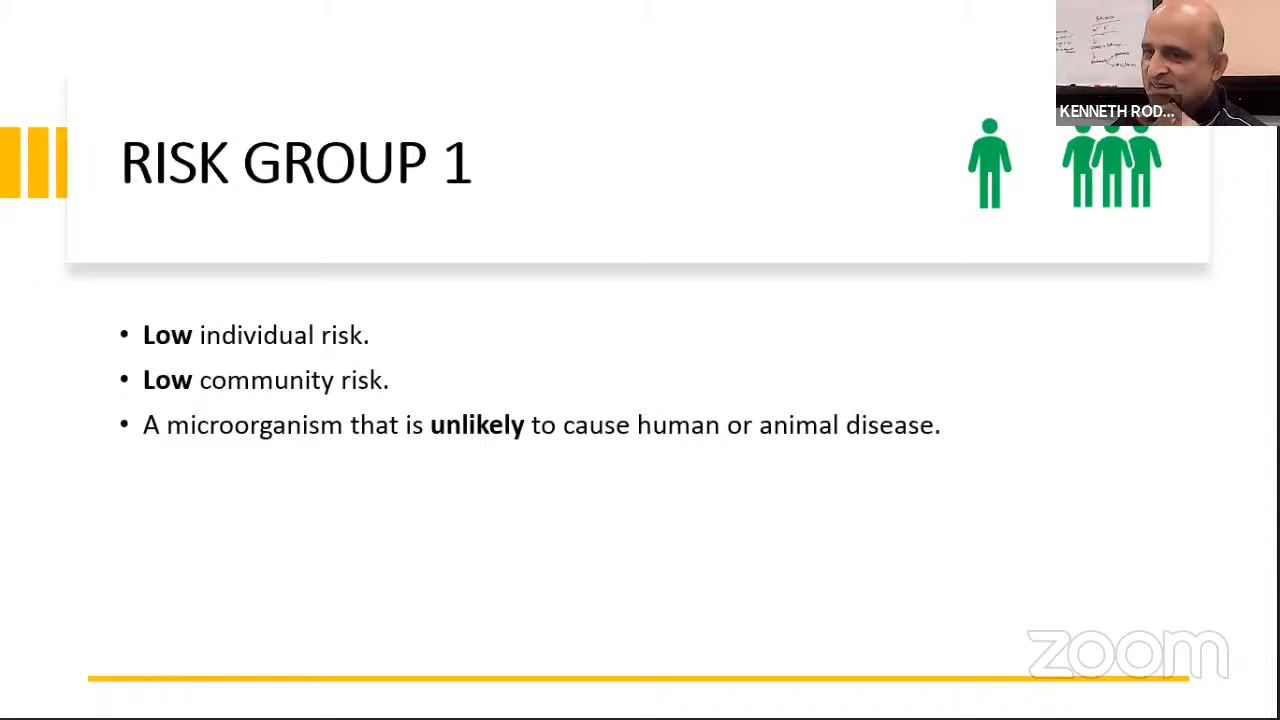 KENNETH ROD...
RISK GROUP 1
• Low individual risk.
• Low community risk.
• A microorganism that is unlikely to cause human or animal disease.
zoom